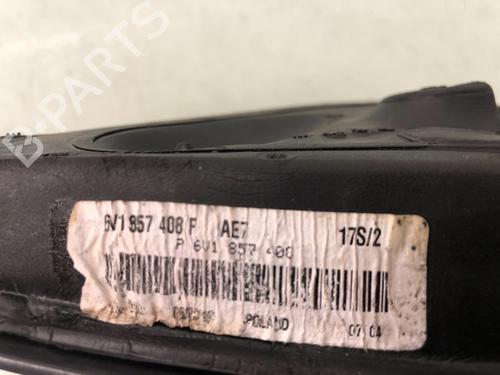 B-PARTS
6V1 857 408 F AE7 17S/2
P 6V1 857 408
POLAND 07:04